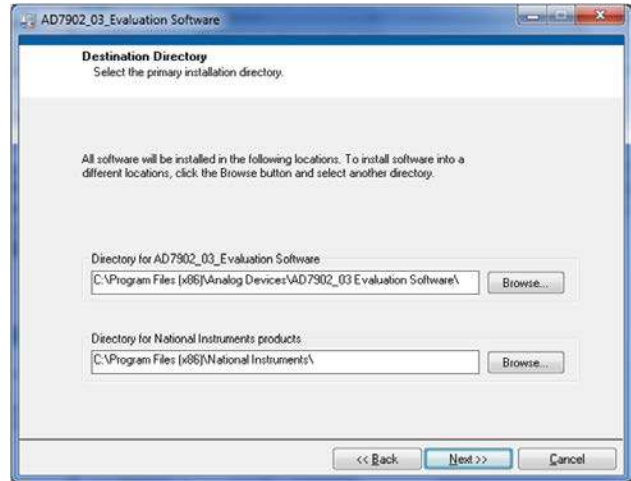 AD7902_03_Evaluation Software
Destination Directory
Select the primary installation directory.
All software will be installed in the following locations. To install software into a
different locations, click the Browse button and select another directory.
Directory for AD7902_03_Evaluation Software
C:\Program Files (x86)\Analog Devices\AD7902_03 Evaluation Software\
Browse...
Directory for National Instruments products
C:\Program Files (x86)\National Instruments\
Browse...
<< Back
Next >>
Cancel